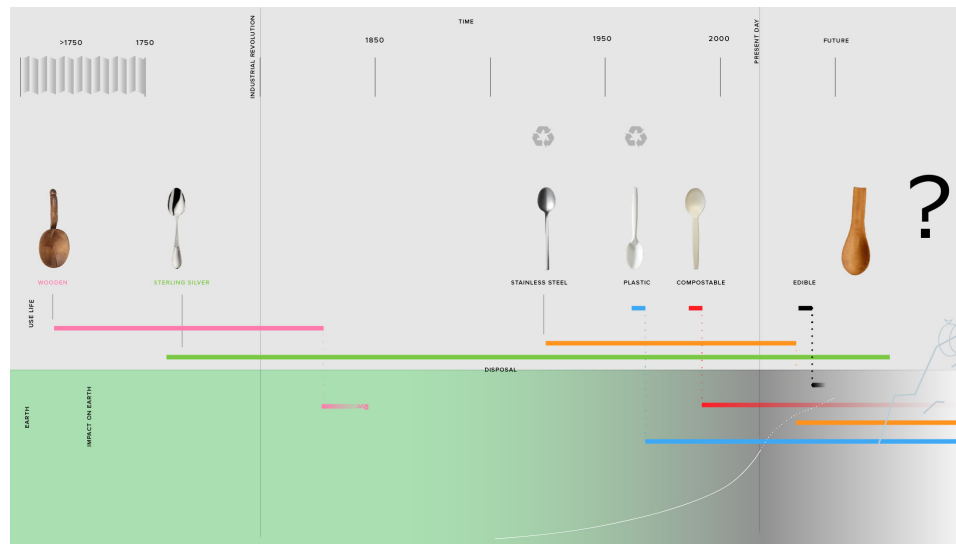 TIME
>1750
1750
INDUSTRIAL REVOLUTION
1850
1950
2000
PRESENT DAY
FUTURE
?
WOODEN
STERLING SILVER
STAINLESS STEEL
PLASTIC
COMPOSTABLE
EDIBLE
USE LIFE
DISPOSAL
EARTH
IMPACT ON EARTH